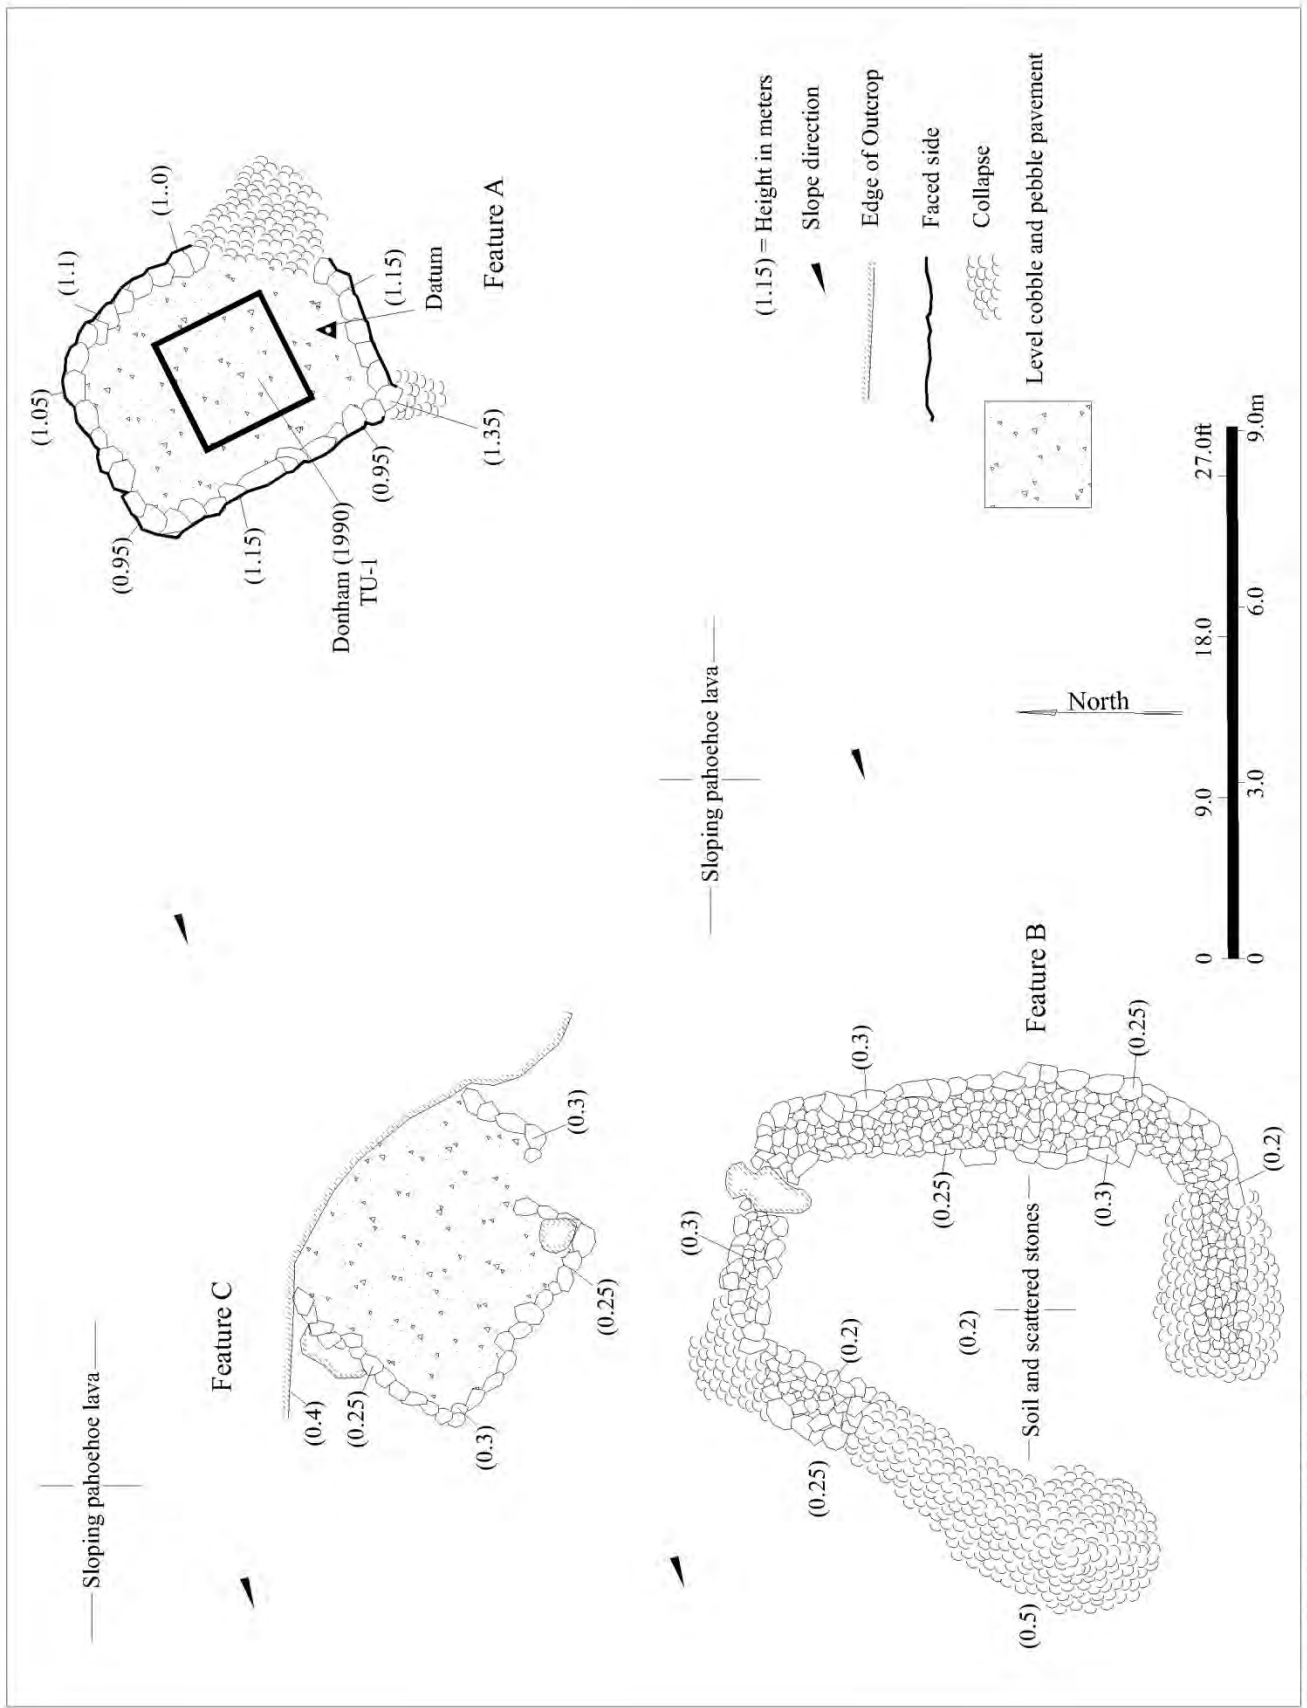 Sloping pahoehoe lava
Feature C
(0.4)
(0.25)
(0.3)
(0.25)
(0.3)
(1.05)
(1.1)
(1..0)
(0.95)
(1.15)
Donham (1990)
TU-1
(0.95)
(1.35)
(1.15)
Datum
Feature A
Sloping pahoehoe lava
(0.3)
(0.25)
(0.2)
(0.5)
(0.2)
Soil and scattered stones
(0.25)
(0.3)
(0.3)
(0.25)
(0.2)
Feature B
North
(1.15) = Height in meters
Slope direction
Edge of Outcrop
Faced side
Collapse
Level cobble and pebble pavement
0 9.0 18.0 27.0ft
0 3.0 6.0 9.0m